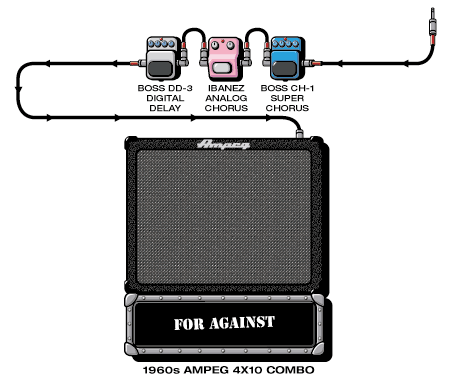 BOSS DD-3
DIGITAL
DELAY
IBANEZ
ANALOG
CHORUS
BOSS CH-1
SUPER
CHORUS
Ampeg
FOR AGAINST
1960s AMPEG 4X10 COMBO